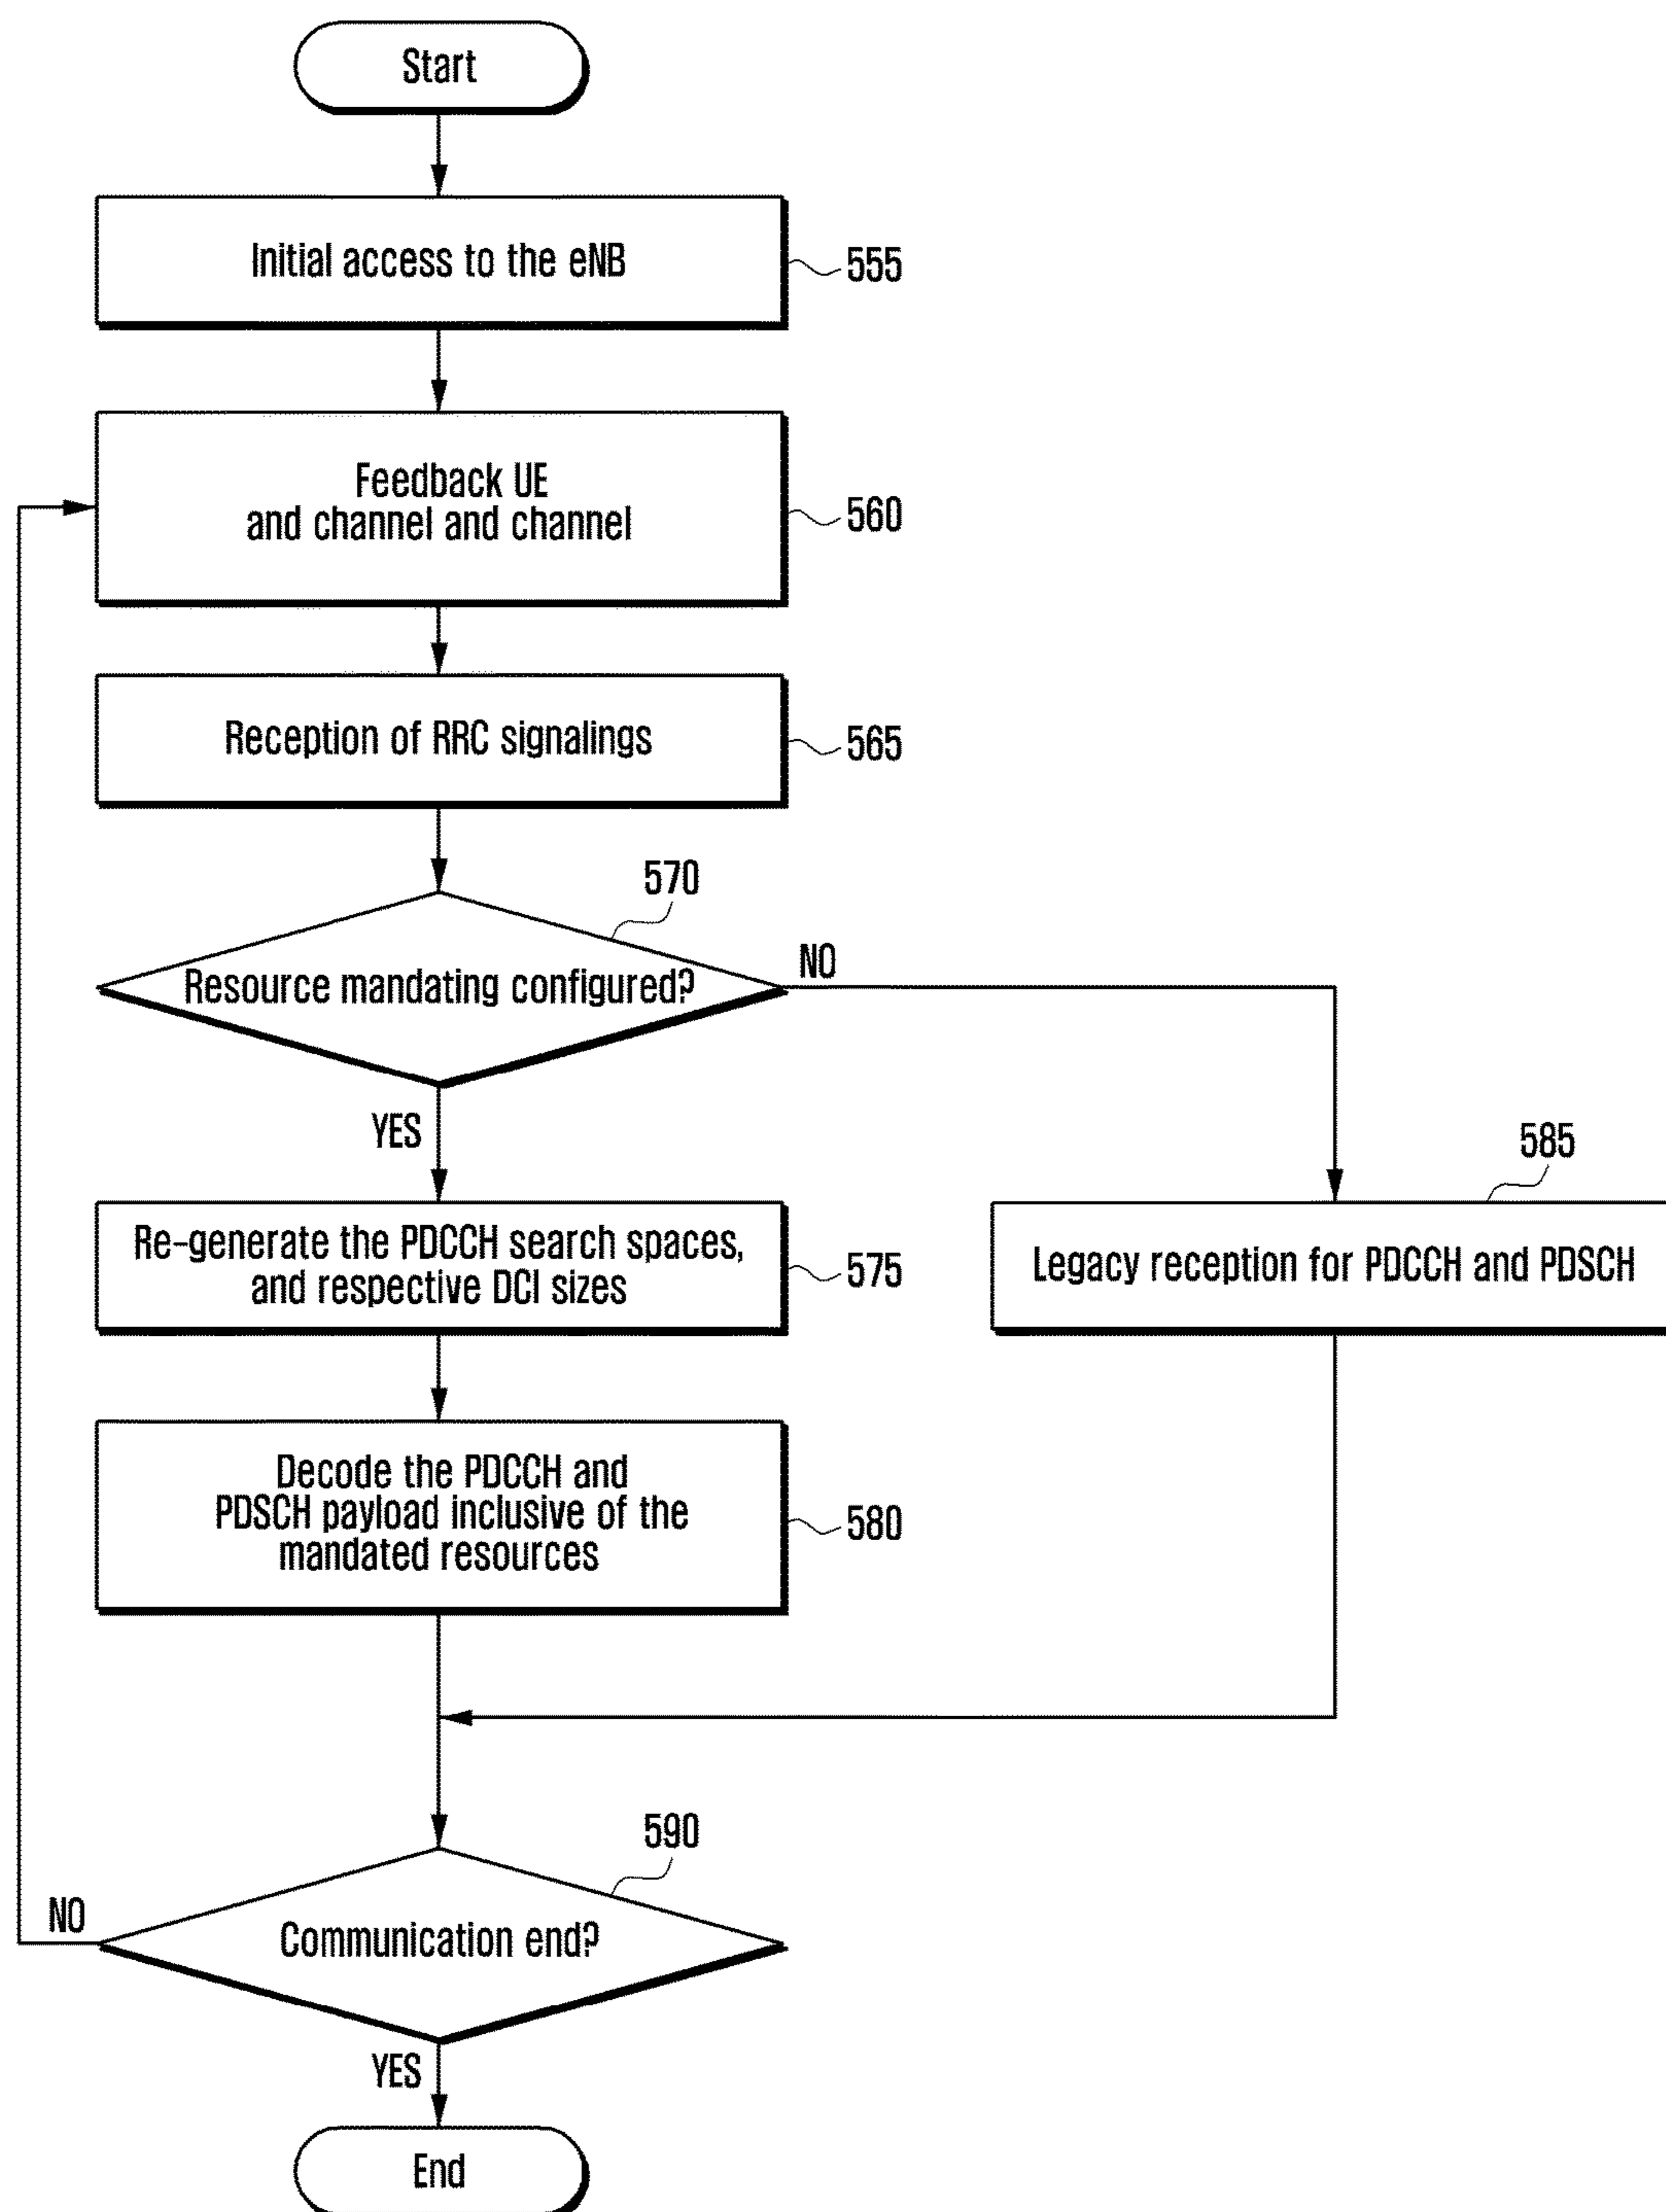 Start
Initial access to the eNB
555
Feedback UE
and channel and channel
560
Reception of RRC signalings
565
570
Resource mandating configured?
NO
YES
585
Re-generate the PDCCH search spaces,
and respective DCI sizes
575
Legacy reception for PDCCH and PDSCH
Decode the PDCCH and
PDSCH payload inclusive of the
mandated resources
580
590
Communication end?
NO
YES
End